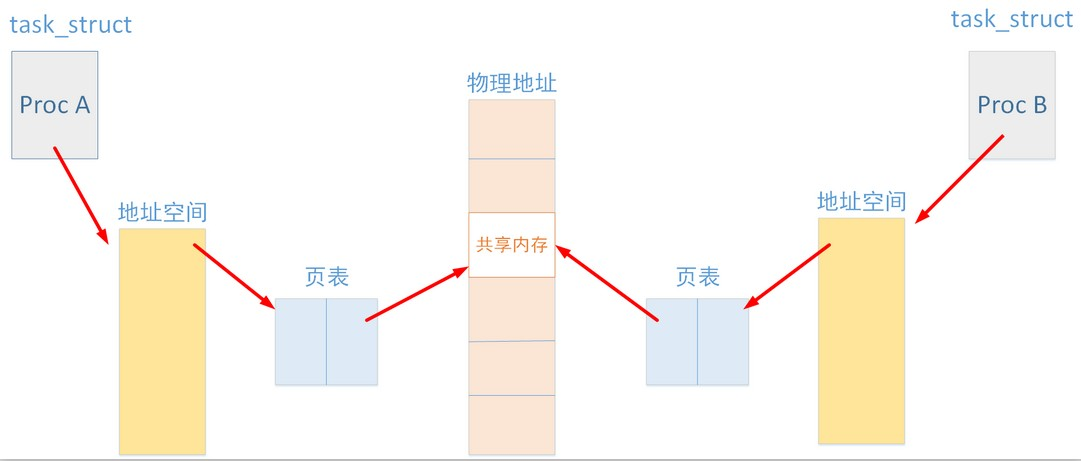 task_struct
Proc A
地址空间
页表
物理地址
共享内存
页表
地址空间
task_struct
Proc B